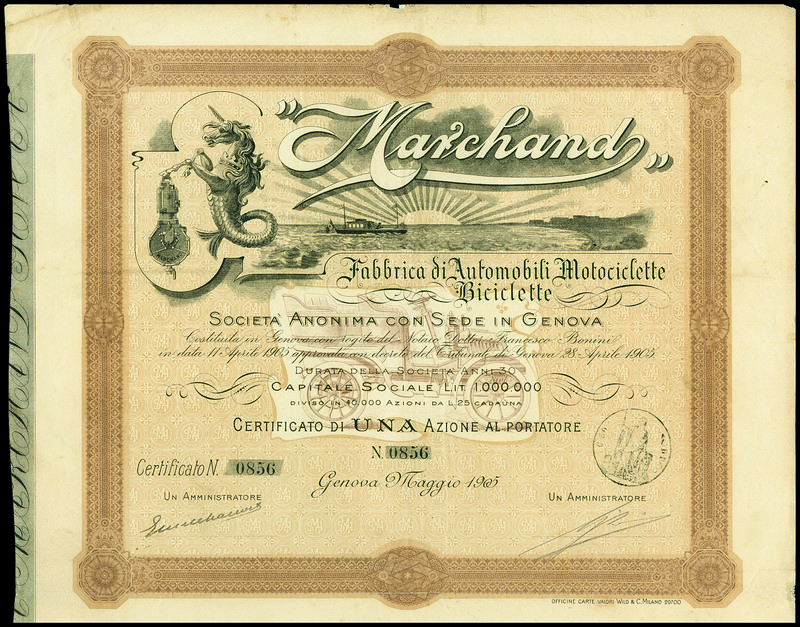 "Marchand"
Fabbrica di Automobili Motociclette
Biciclette
Società Anonima con Sede in Genova
Costituita in Genova con rogito del Notaio Dottor Francesco Bonini
in data 11 Aprile 1905 approvata con decreto del Tribunale di Genova 28 Aprile 1905
Durata della Società Anni 30
Capitale Sociale Lit. 1.000.000
diviso in 40.000 Azioni da L. 25 cadauna
Certificato di UNA Azione al portatore
N. 0856
Certificato N. 0856
Genova Maggio 1905
Un Amministratore
Un Amministratore
Officine Carte Valori Wild & C. Milano 29700